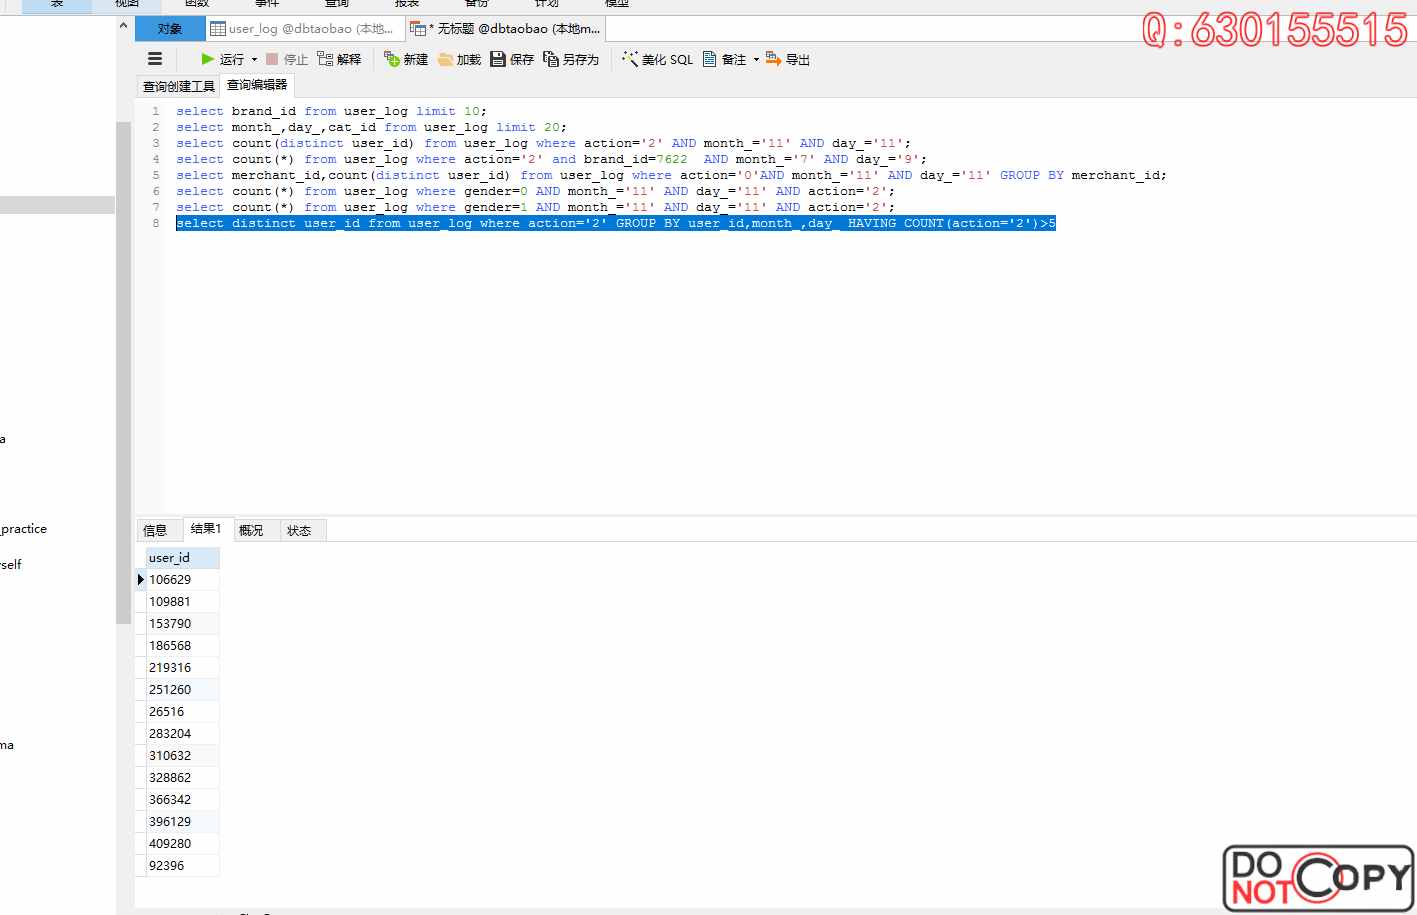 表 视图 函数 事件 查询 报表 备份 计划 模型
对象 user_log @dbtaobao (本地... * 无标题 @dbtaobao (本地m...
Q:630155515
运行 停止 解释 新建 加载 保存 另存为 美化 SQL 备注 导出
查询创建工具 查询编辑器
1 select brand_id from user_log limit 10;
2 select month_,day_,cat_id from user_log limit 20;
3 select count(distinct user_id) from user_log where action='2' AND month_='11' AND day_='11';
4 select count(*) from user_log where action='2' and brand_id=7622  AND month_='7' AND day_='9';
5 select merchant_id,count(distinct user_id) from user_log where action='0'AND month_='11' AND day_='11' GROUP BY merchant_id;
6 select count(*) from user_log where gender=0 AND month_='11' AND day_='11' AND action='2';
7 select count(*) from user_log where gender=1 AND month_='11' AND day_='11' AND action='2';
8 select distinct user_id from user_log where action='2' GROUP BY user_id,month_,day_ HAVING COUNT(action='2')>5
a
_practice
self
ma
信息 结果1 概况 状态
user_id
106629
109881
153790
186568
219316
251260
26516
283204
310632
328862
366342
396129
409280
92396
DO
NOT COPY